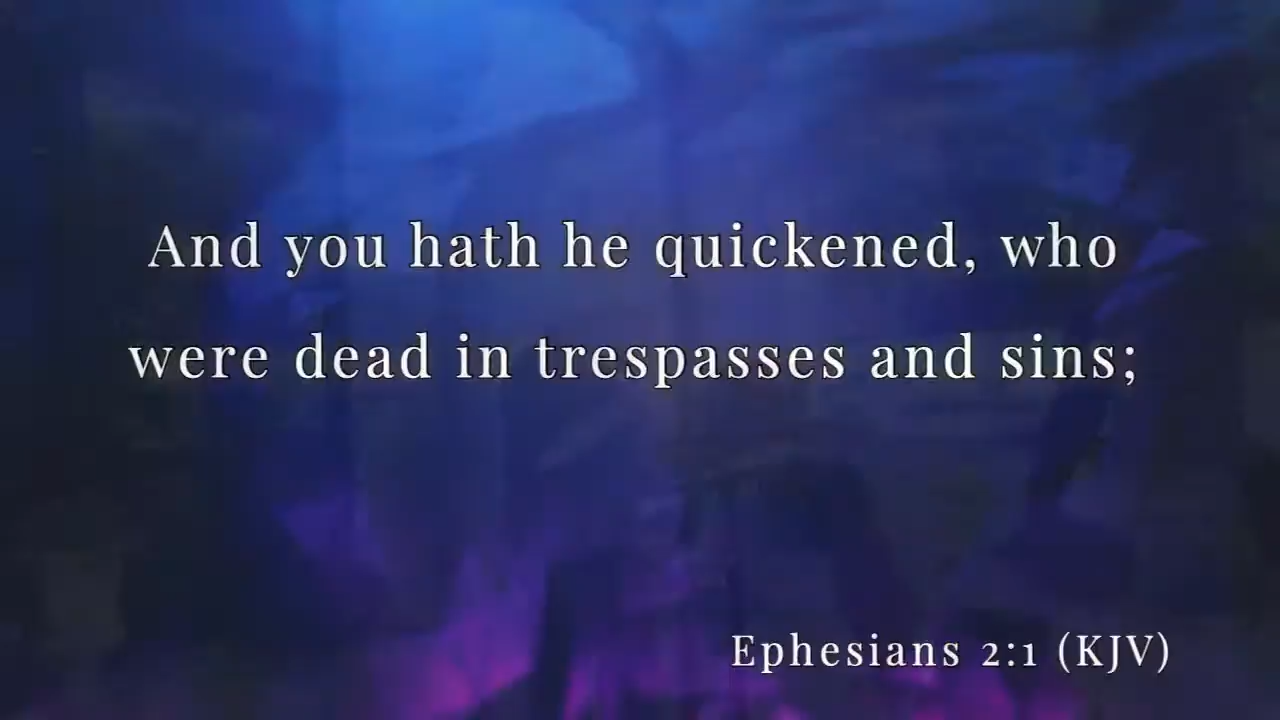 And you hath he quickened, who
were dead in trespasses and sins;
Ephesians 2:1 (KJV)